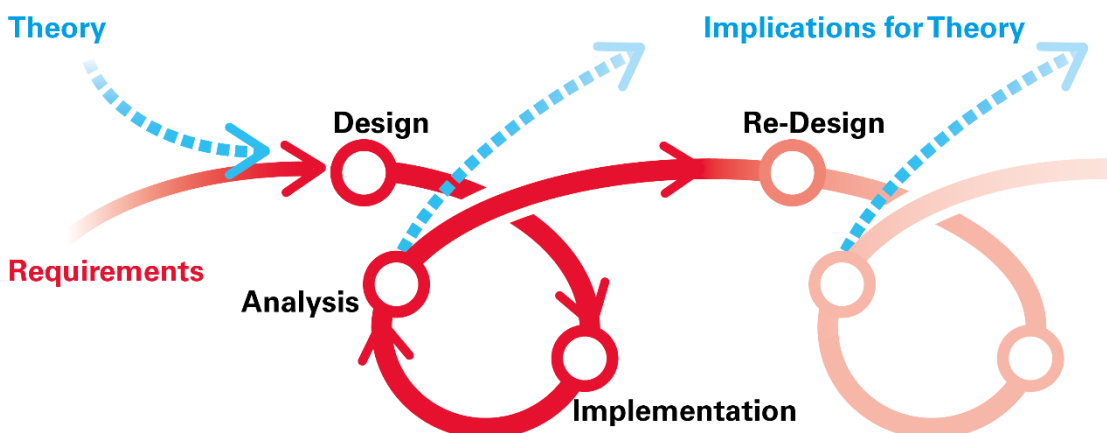 Theory
Implications for Theory
Design
Re-Design
Requirements
Analysis
Implementation